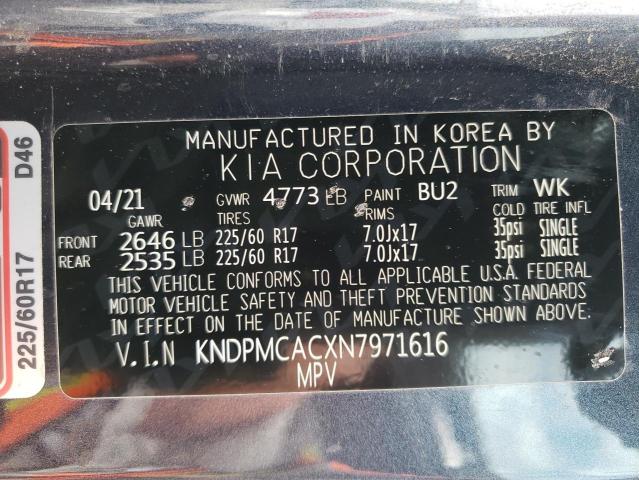 MANUFACTURED IN KOREA BY
KIA CORPORATION
04/21 GVWR 4773 LB PAINT BU2 TRIM WK
GAWR TIRES RIMS COLD TIRE INFL
FRONT 2646 LB 225/60 R17 7.0Jx17 35psi SINGLE
REAR 2535 LB 225/60 R17 7.0Jx17 35psi SINGLE
THIS VEHICLE CONFORMS TO ALL APPLICABLE U.S.A. FEDERAL
MOTOR VEHICLE SAFETY AND THEFT PREVENTION STANDARDS
IN EFFECT ON THE DATE OF MANUFACTURE SHOWN ABOVE.
V.I.N KNDPMCACXN7971616
MPV
225/60R17 D46